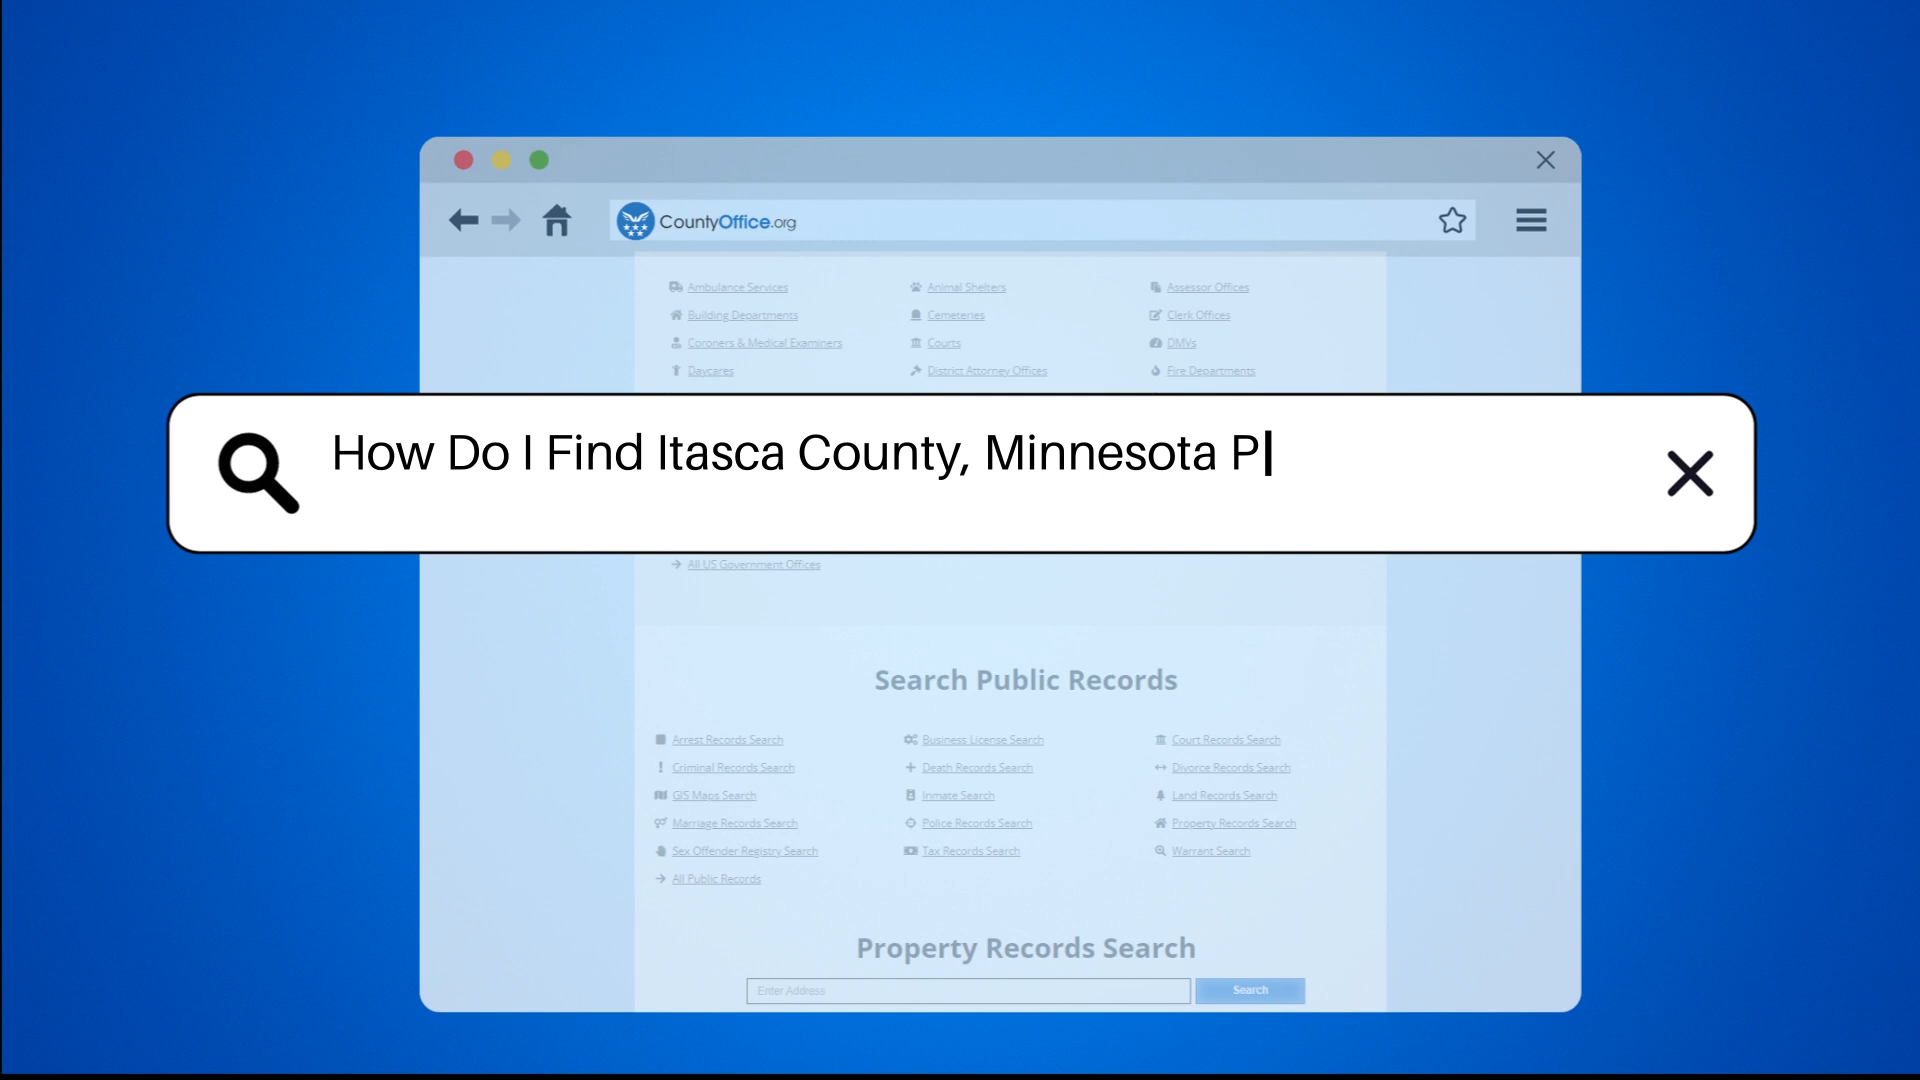 CountyOffice.org
Ambulance Services Animal Shelters Assessor Offices
Building Departments Cemeteries Clerk Offices
Coroners & Medical Examiners Courts DMVs
Daycares District Attorney Offices Fire Departments
How Do I Find Itasca County, Minnesota P
All US Government Offices
Search Public Records
Arrest Records Search Business License Search Court Records Search
Criminal Records Search Death Records Search Divorce Records Search
GIS Maps Search Inmate Search Land Records Search
Marriage Records Search Police Records Search Property Records Search
Sex Offender Registry Search Tax Records Search Warrant Search
All Public Records
Property Records Search
Enter Address Search